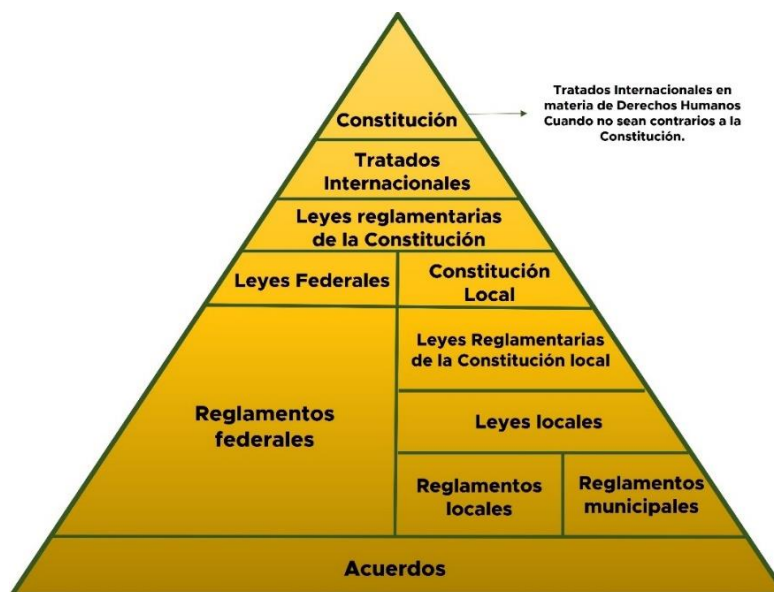 Constitución
Tratados Internacionales en
materia de Derechos Humanos
Cuando no sean contrarios a la
Constitución.
Tratados
Internacionales
Leyes reglamentarias
de la Constitución
Leyes Federales
Constitución
Local
Reglamentos
federales
Leyes Reglamentarias
de la Constitución local
Leyes locales
Reglamentos
locales
Reglamentos
municipales
Acuerdos